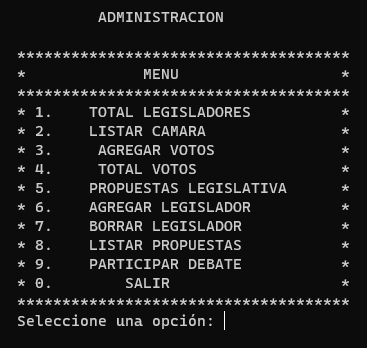 ADMINISTRACION
*************************************
* MENU *
*************************************
* 1. TOTAL LEGISLADORES *
* 2. LISTAR CAMARA *
* 3. AGREGAR VOTOS *
* 4. TOTAL VOTOS *
* 5. PROPUESTAS LEGISLATIVA *
* 6. AGREGAR LEGISLADOR *
* 7. BORRAR LEGISLADOR *
* 8. LISTAR PROPUESTAS *
* 9. PARTICIPAR DEBATE *
* 0. SALIR *
*************************************
Seleccione una opción: